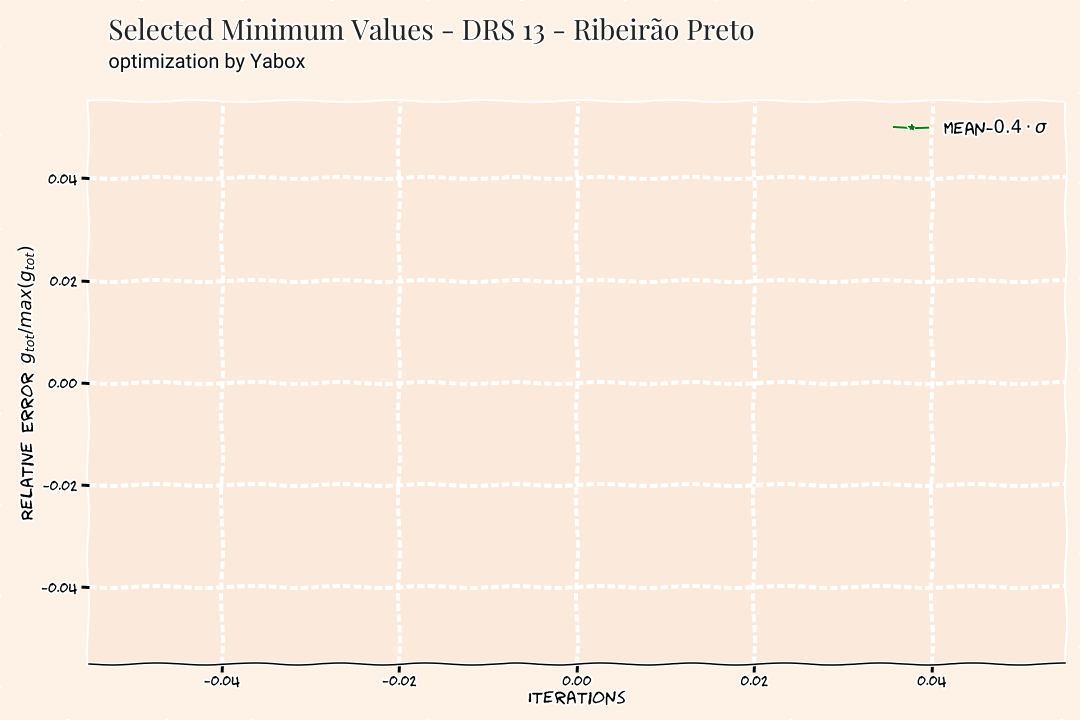 Selected Minimum Values - DRS 13 - Ribeirão Preto
optimization by Yabox
MEAN-0.4 · σ
RELATIVE ERROR g_tot/max(g_tot)
0.04
0.02
0.00
-0.02
-0.04
-0.04
-0.02
0.00
0.02
0.04
ITERATIONS